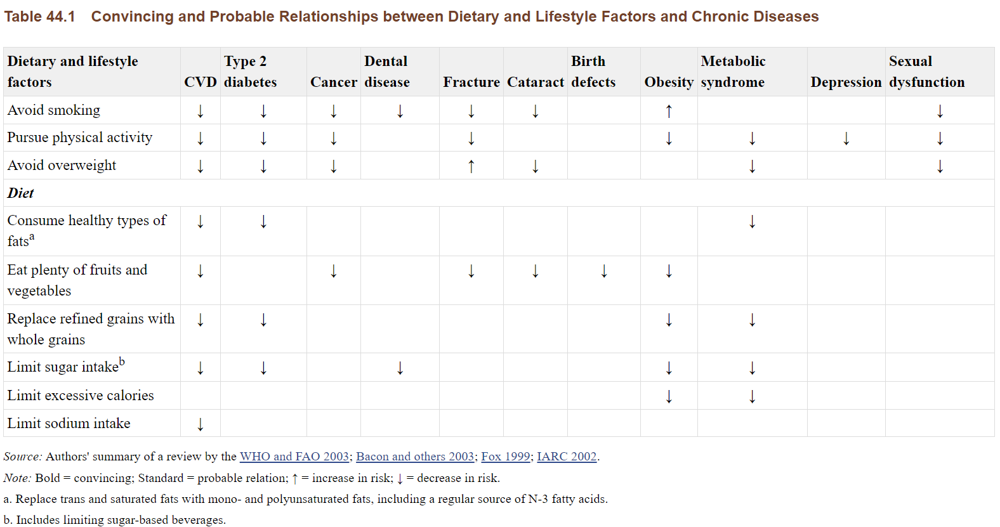 Table 44.1 Convincing and Probable Relationships between Dietary and Lifestyle Factors and Chronic Diseases
Dietary and lifestyle factors CVD Type 2 diabetes Cancer Dental disease Fracture Cataract Birth defects Obesity Metabolic syndrome Depression Sexual dysfunction
Avoid smoking ↓ ↓ ↓ ↓ ↓ ↓ ↑ ↓
Pursue physical activity ↓ ↓ ↓ ↓ ↓ ↓ ↓ ↓
Avoid overweight ↓ ↓ ↓ ↑ ↓ ↓ ↓
Diet
Consume healthy types of fatsa ↓ ↓ ↓
Eat plenty of fruits and vegetables ↓ ↓ ↓ ↓ ↓ ↓
Replace refined grains with whole grains ↓ ↓ ↓ ↓
Limit sugar intakeb ↓ ↓ ↓ ↓ ↓
Limit excessive calories ↓ ↓
Limit sodium intake ↓
Source: Authors' summary of a review by the WHO and FAO 2003; Bacon and others 2003; Fox 1999; IARC 2002.
Note: Bold = convincing; Standard = probable relation; ↑ = increase in risk; ↓ = decrease in risk.
a. Replace trans and saturated fats with mono- and polyunsaturated fats, including a regular source of N-3 fatty acids.
b. Includes limiting sugar-based beverages.